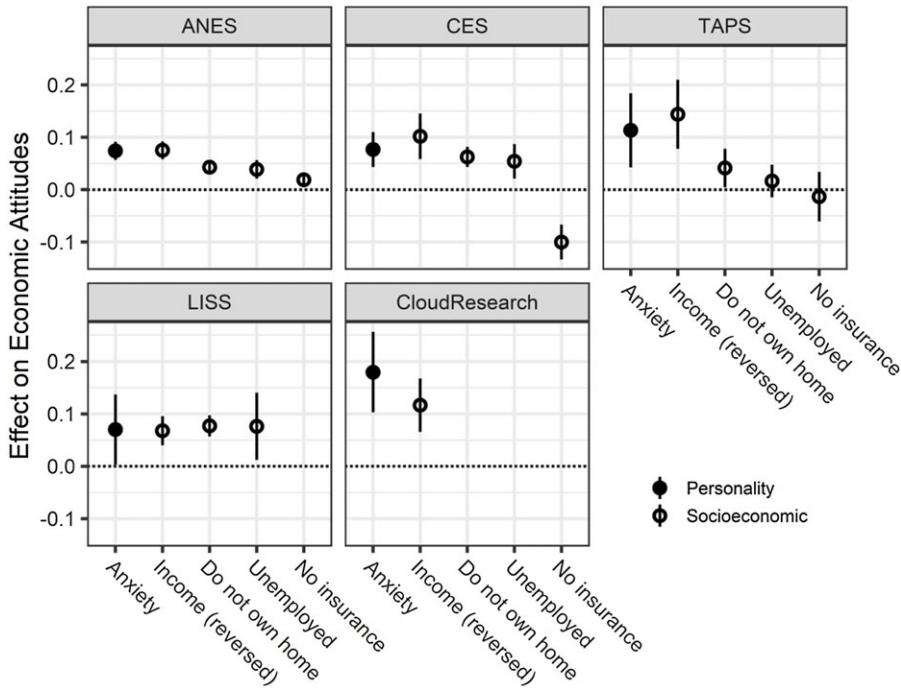 ANES
CES
TAPS
Effect on Economic Attitudes
0.2
0.1
0.0
-0.1
Anxiety
Income (reversed)
Do not own home
Unemployed
No insurance
LISS
CloudResearch
0.2
0.1
0.0
-0.1
Anxiety
Income (reversed)
Do not own home
Unemployed
No insurance
Anxiety
Income (reversed)
Do not own home
Unemployed
No insurance
Personality
Socioeconomic